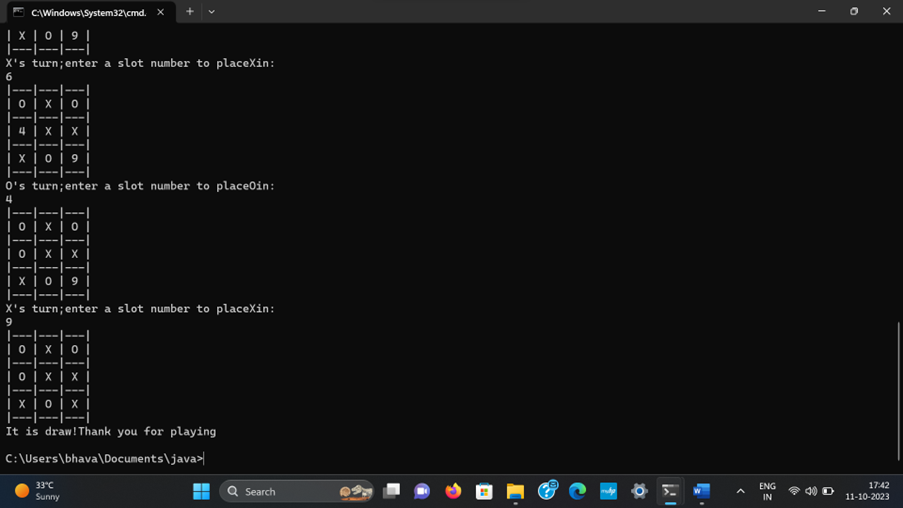 C:\Windows\System32\cmd.
| X | O | 9 |
|---|---|---|
X's turn;enter a slot number to placeXin:
6
|---|---|---|
| O | X | O |
|---|---|---|
| 4 | X | X |
|---|---|---|
| X | O | 9 |
|---|---|---|
O's turn;enter a slot number to placeOin:
4
|---|---|---|
| O | X | O |
|---|---|---|
| O | X | X |
|---|---|---|
| X | O | 9 |
|---|---|---|
X's turn;enter a slot number to placeXin:
9
|---|---|---|
| O | X | O |
|---|---|---|
| O | X | X |
|---|---|---|
| X | O | X |
|---|---|---|
It is draw!Thank you for playing
C:\Users\bhava\Documents\java>
33°C
Sunny
Search
ENG
IN
17:42
11-10-2023